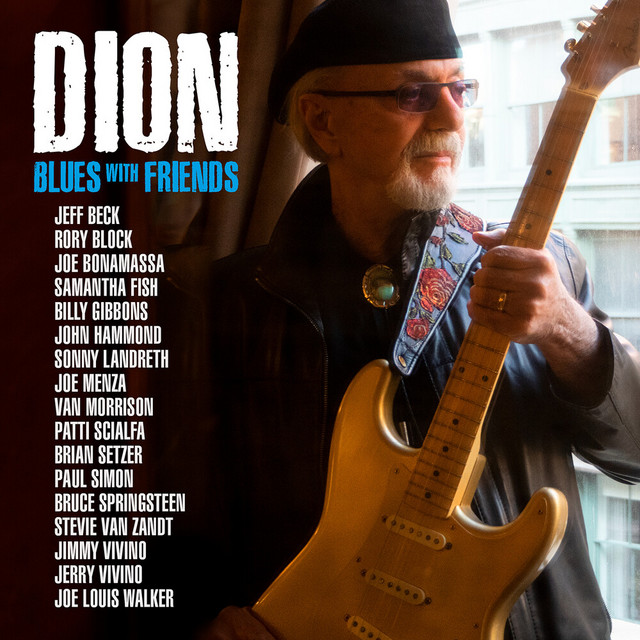 DION
BLUES WITH FRIENDS
JEFF BECK
RORY BLOCK
JOE BONAMASSA
SAMANTHA FISH
BILLY GIBBONS
JOHN HAMMOND
SONNY LANDRETH
JOE MENZA
VAN MORRISON
PATTI SCIALFA
BRIAN SETZER
PAUL SIMON
BRUCE SPRINGSTEEN
STEVIE VAN ZANDT
JIMMY VIVINO
JERRY VIVINO
JOE LOUIS WALKER